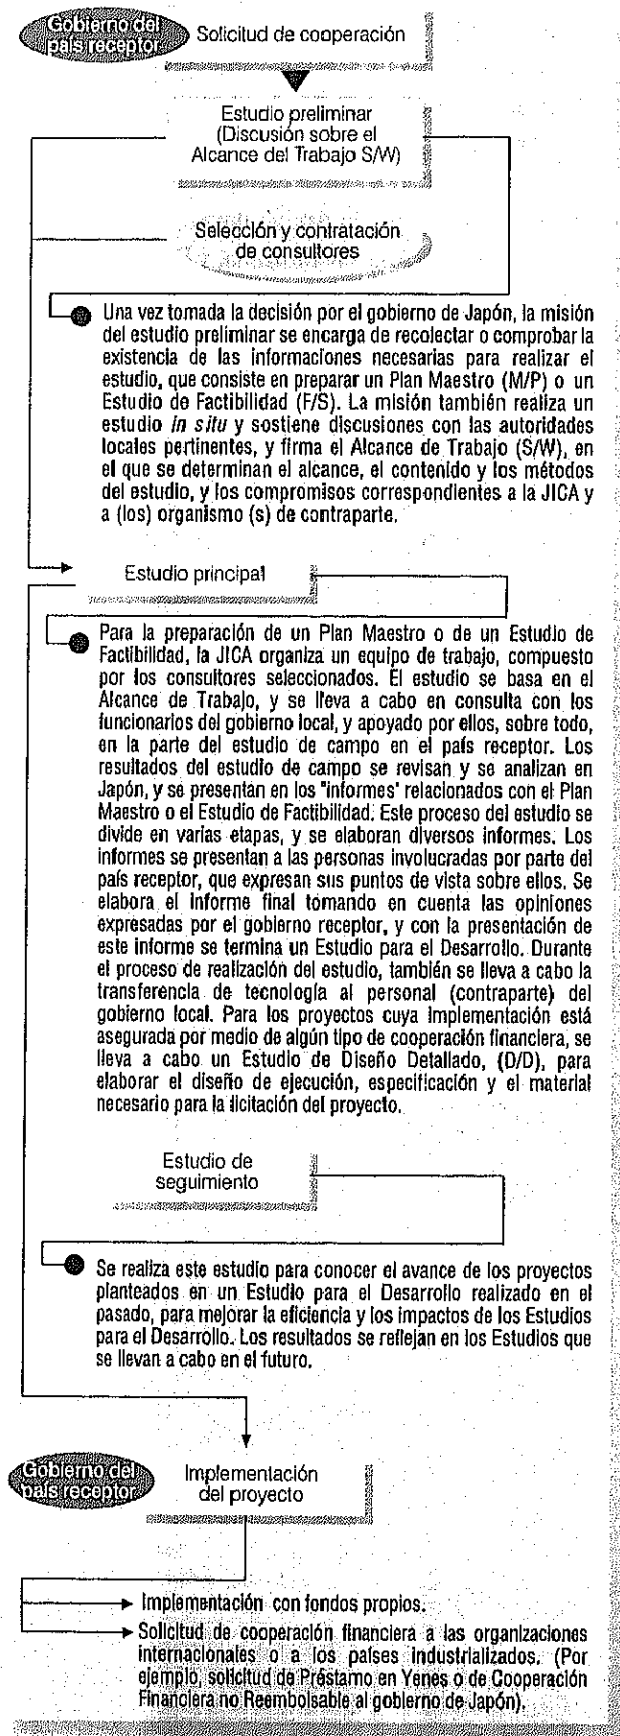 Gobierno del
país receptor
Solicitud de cooperación
Estudio preliminar
(Discusión sobre el
Alcance del Trabajo S/W)
Selección y contratación
de consultores
Una vez tomada la decisión por el gobierno de Japón, la misión
del estudio preliminar se encarga de recolectar o comprobar la
existencia de las informaciones necesarias para realizar el
estudio, que consiste en preparar un Plan Maestro (M/P) o un
Estudio de Factibilidad (F/S). La misión también realiza un
estudio in situ y sostiene discusiones con las autoridades
locales pertinentes, y firma el Alcance de Trabajo (S/W), en
el que se determinan el alcance, el contenido y los métodos
del estudio, y los compromisos correspondientes a la JICA y
a (los) organismo (s) de contraparte.
Estudio principal
Para la preparación de un Plan Maestro o de un Estudio de
Factibilidad, la JICA organiza un equipo de trabajo, compuesto
por los consultores seleccionados. El estudio se basa en el
Alcance de Trabajo, y se lleva a cabo en consulta con los
funcionarios del gobierno local, y apoyado por ellos, sobre todo,
en la parte del estudio de campo en el país receptor. Los
resultados del estudio de campo se revisan y se analizan en
Japón, y se presentan en los "informes" relacionados con el Plan
Maestro o el Estudio de Factibilidad. Este proceso del estudio se
divide en varias etapas, y se elaboran diversos informes. Los
informes se presentan a las personas involucradas por parte del
país receptor, que expresan sus puntos de vista sobre ellos. Se
elabora el informe final tomando en cuenta las opiniones
expresadas por el gobierno receptor, y con la presentación de
este informe se termina un Estudio para el Desarrollo. Durante
el proceso de realización del estudio, también se lleva a cabo la
transferencia de tecnología al personal (contraparte) del
gobierno local. Para los proyectos cuya implementación está
asegurada por medio de algún tipo de cooperación financiera, se
lleva a cabo un Estudio de Diseño Detallado, (D/D), para
elaborar el diseño de ejecución, especificación y el material
necesario para la licitación del proyecto.
Estudio de
seguimiento
Se realiza este estudio para conocer el avance de los proyectos
planteados en un Estudio para el Desarrollo realizado en el
pasado, para mejorar la eficiencia y los impactos de los Estudios
para el Desarrollo. Los resultados se reflejan en los Estudios que
se llevan a cabo en el futuro.
Gobierno del
país receptor
Implementación
del proyecto
Implementación con fondos propios.
Solicitud de cooperación financiera a las organizaciones
internacionales o a los países industrializados. (Por
ejemplo, solicitud de Préstamo en Yenes o de Cooperación
Financiera no Reembolsable al gobierno de Japón).